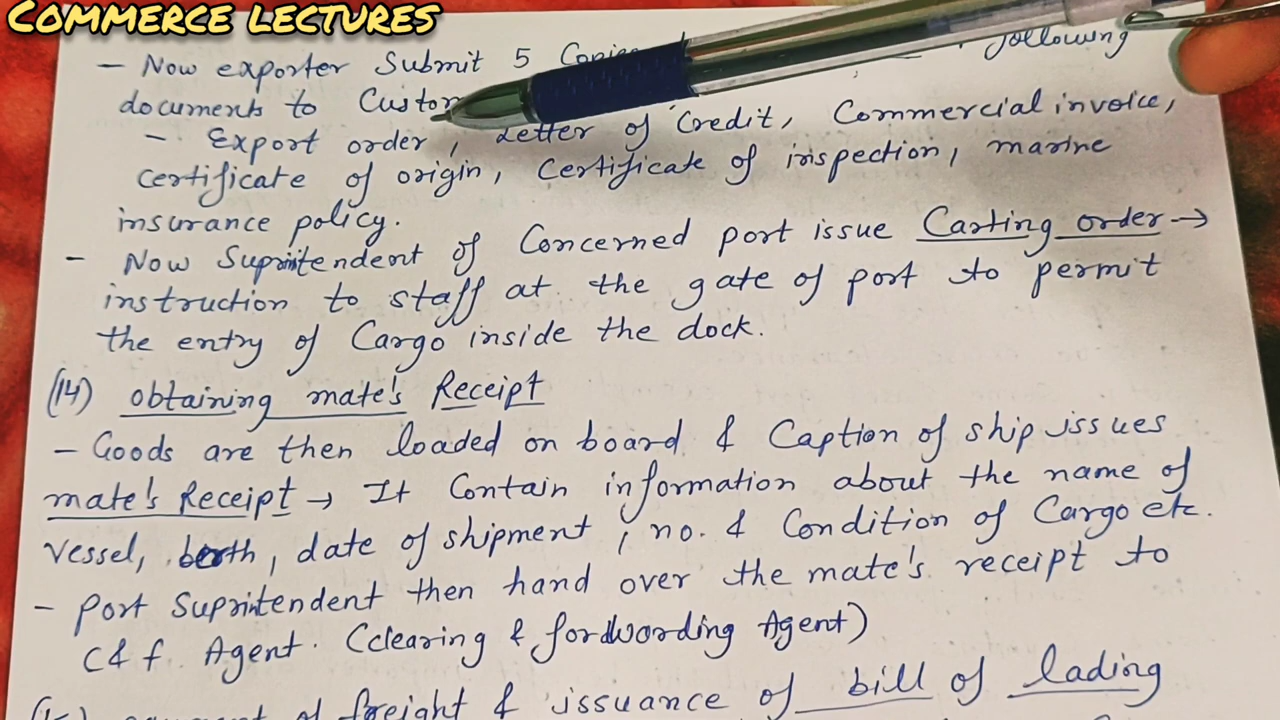 COMMERCE LECTURES
- Now exporter Submit 5 following
documents to
- Export order, Letter of Credit, Commercial invoice,
certificate of origin, Certificate of inspection, marine
insurance policy.
- Now Suprintendent of Concerned port issue Carting order →
instruction to staff at the gate of port to permit
the entry of Cargo inside the dock.
(14) obtaining mate's Receipt
- Goods are then loaded on board & Caption of ship issues
mate's Receipt → It Contain information about the name of
vessel, berth, date of shipment, no. & Condition of Cargo etc.
- port Suprintendent then hand over the mate's receipt to
C & f. Agent. (clearing & fordwording Agent)
of freight & issuance of bill of lading